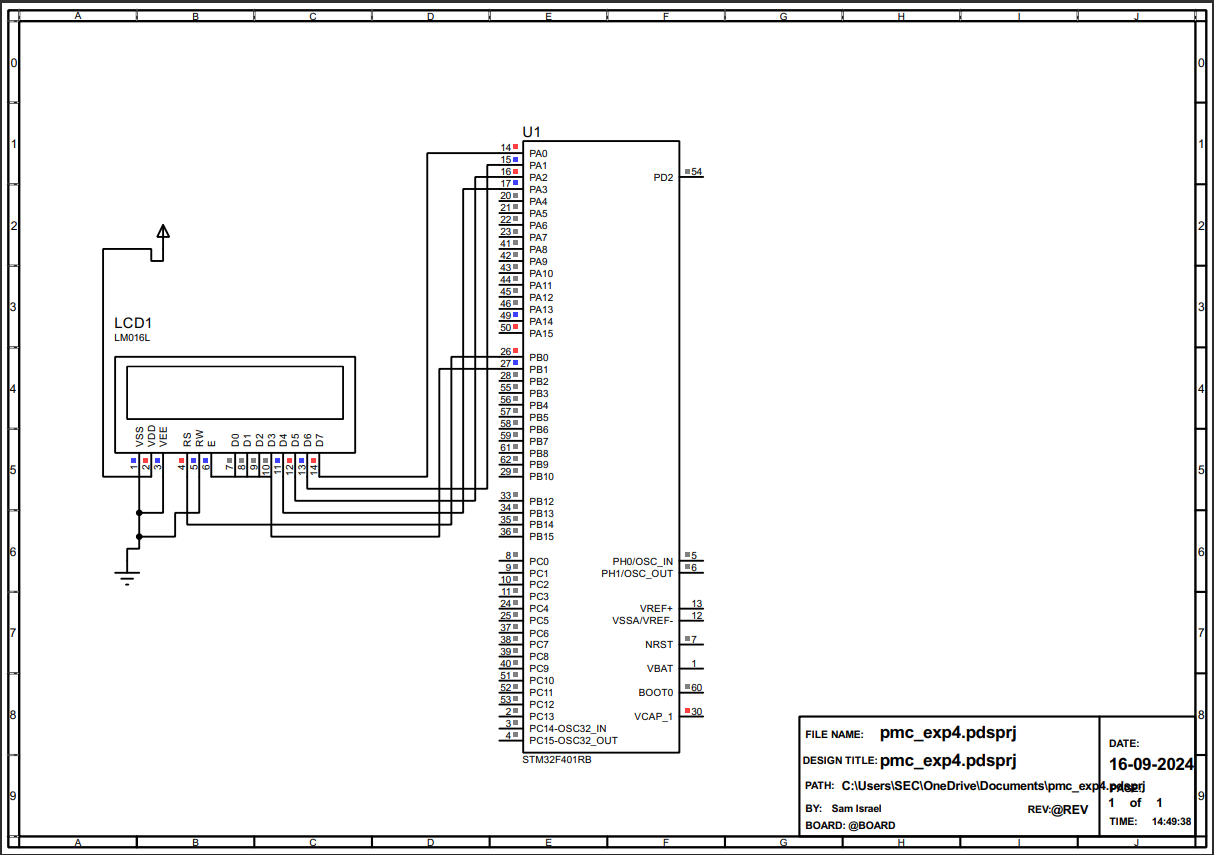 A B C D E F G H I J
0 0
1 1
2 2
3 3
4 4
5 5
6 6
7 7
8 8
9 9
U1
14 PA0
15 PA1
16 PA2
17 PA3
20 PA4
21 PA5
22 PA6
23 PA7
41 PA8
42 PA9
43 PA10
44 PA11
45 PA12
46 PA13
49 PA14
50 PA15
26 PB0
27 PB1
28 PB2
55 PB3
56 PB4
57 PB5
58 PB6
59 PB7
61 PB8
62 PB9
29 PB10
33 PB12
34 PB13
35 PB14
36 PB15
8 PC0
9 PC1
10 PC2
11 PC3
24 PC4
25 PC5
37 PC6
38 PC7
39 PC8
40 PC9
51 PC10
52 PC11
53 PC12
2 PC13
3 PC14-OSC32_IN
4 PC15-OSC32_OUT
PD2 54
PH0/OSC_IN 5
PH1/OSC_OUT 6
VREF+ 13
VSSA/VREF- 12
NRST 7
VBAT 1
BOOT0 60
VCAP_1 30
STM32F401RB
LCD1
LM016L
VSS VDD VEE RS RW E D0 D1 D2 D3 D4 D5 D6 D7
1 2 3 4 5 6 7 8 9 10 11 12 13 14
FILE NAME: pmc_exp4.pdsprj
DESIGN TITLE: pmc_exp4.pdsprj
PATH: C:\Users\SEC\OneDrive\Documents\pmc_exp4.pdsprj
BY: Sam Israel REV:@REV
BOARD: @BOARD
DATE:
16-09-2024
PAGE:
1 of 1
TIME: 14:49:38
A B C D E F G H I J